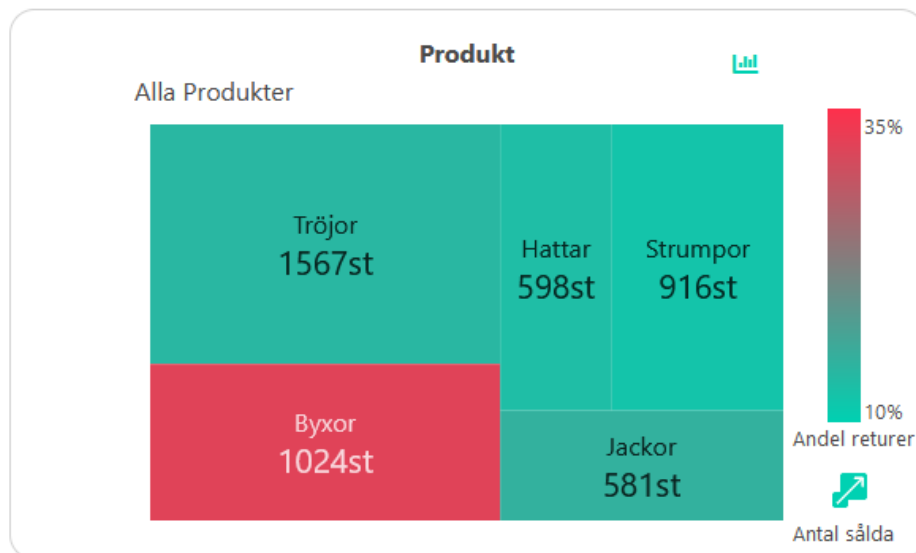 Produkt
Alla Produkter
Tröjor
1567st
Hattar
598st
Strumpor
916st
Byxor
1024st
Jackor
581st
35%
10%
Andel returer
Antal sålda